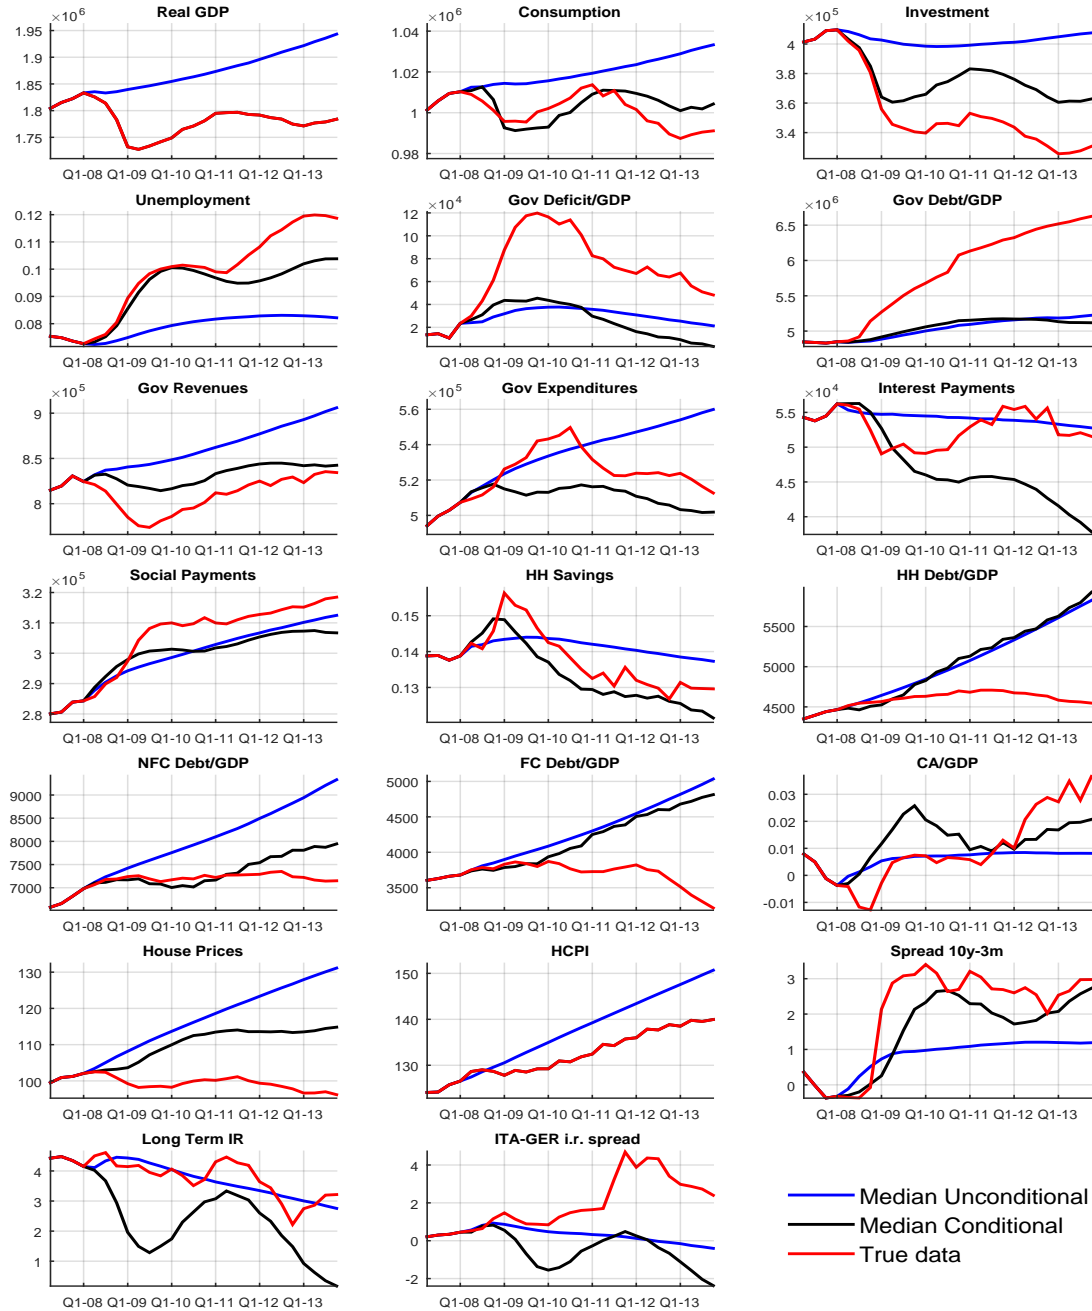 Real GDP
×10⁶
1.95
1.9
1.85
1.8
1.75
Q1-08 Q1-09 Q1-10 Q1-11 Q1-12 Q1-13
Consumption
×10⁶
1.04
1.02
1
0.98
Q1-08 Q1-09 Q1-10 Q1-11 Q1-12 Q1-13
Investment
×10⁵
4
3.8
3.6
3.4
Q1-08 Q1-09 Q1-10 Q1-11 Q1-12 Q1-13
Unemployment
0.12
0.11
0.1
0.09
0.08
Q1-08 Q1-09 Q1-10 Q1-11 Q1-12 Q1-13
Gov Deficit/GDP
×10⁴
12
10
8
6
4
2
Q1-08 Q1-09 Q1-10 Q1-11 Q1-12 Q1-13
Gov Debt/GDP
×10⁶
6.5
6
5.5
5
Q1-08 Q1-09 Q1-10 Q1-11 Q1-12 Q1-13
Gov Revenues
×10⁵
9
8.5
8
Q1-08 Q1-09 Q1-10 Q1-11 Q1-12 Q1-13
Gov Expenditures
×10⁵
5.6
5.4
5.2
5
Q1-08 Q1-09 Q1-10 Q1-11 Q1-12 Q1-13
Interest Payments
×10⁴
5.5
5
4.5
4
Q1-08 Q1-09 Q1-10 Q1-11 Q1-12 Q1-13
Social Payments
×10⁵
3.2
3.1
3
2.9
2.8
Q1-08 Q1-09 Q1-10 Q1-11 Q1-12 Q1-13
HH Savings
0.15
0.14
0.13
Q1-08 Q1-09 Q1-10 Q1-11 Q1-12 Q1-13
HH Debt/GDP
5500
5000
4500
Q1-08 Q1-09 Q1-10 Q1-11 Q1-12 Q1-13
NFC Debt/GDP
9000
8500
8000
7500
7000
Q1-08 Q1-09 Q1-10 Q1-11 Q1-12 Q1-13
FC Debt/GDP
5000
4500
4000
3500
Q1-08 Q1-09 Q1-10 Q1-11 Q1-12 Q1-13
CA/GDP
0.03
0.02
0.01
0
-0.01
Q1-08 Q1-09 Q1-10 Q1-11 Q1-12 Q1-13
House Prices
130
120
110
100
Q1-08 Q1-09 Q1-10 Q1-11 Q1-12 Q1-13
HCPI
150
140
130
Q1-08 Q1-09 Q1-10 Q1-11 Q1-12 Q1-13
Spread 10y-3m
3
2
1
0
Q1-08 Q1-09 Q1-10 Q1-11 Q1-12 Q1-13
Long Term IR
4
3
2
1
Q1-08 Q1-09 Q1-10 Q1-11 Q1-12 Q1-13
ITA-GER i.r. spread
4
2
0
-2
Q1-08 Q1-09 Q1-10 Q1-11 Q1-12 Q1-13
Median Unconditional
Median Conditional
True data